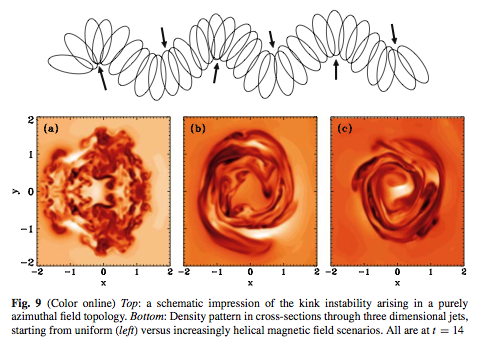 (a)
(b)
(c)
2
1
0
-1
-2
y
-2 -1 0 1 2
-2 -1 0 1 2
-2 -1 0 1 2
x
x
x
Fig. 9 (Color online) Top: a schematic impression of the kink instability arising in a purely
azimuthal field topology. Bottom: Density pattern in cross-sections through three dimensional jets,
starting from uniform (left) versus increasingly helical magnetic field scenarios. All are at t = 14